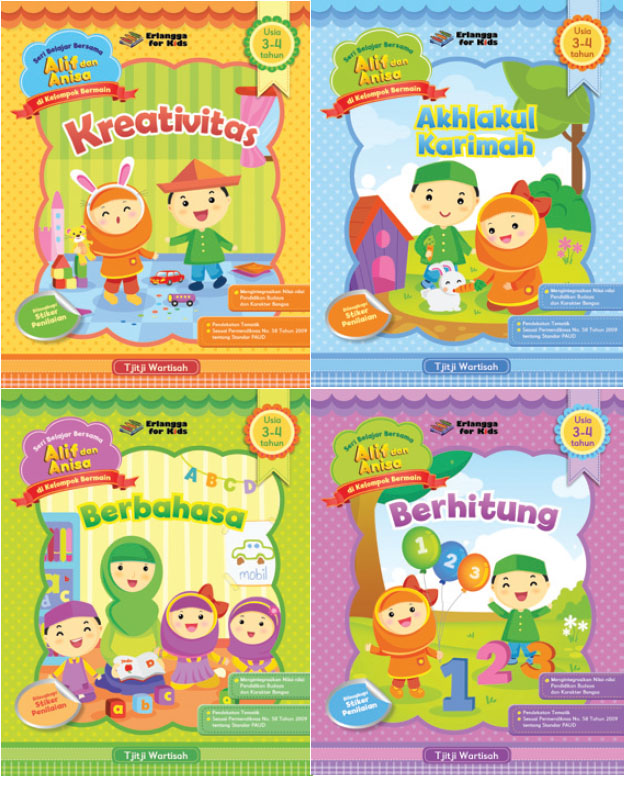 Seri Belajar Bersama
Alif dan
Anisa
di Kelompok Bermain
Erlangga
for Kids
Usia
3-4
tahun
Kreativitas
Dilengkapi
Stiker
Penilaian
Mengintegrasikan Nilai-nilai
Pendidikan Budaya
dan Karakter Bangsa
Pendekatan Tematik
Sesuai Permendiknas No. 58 Tahun 2009
tentang Standar PAUD
Tjitji Wartisah
Seri Belajar Bersama
Alif dan
Anisa
di Kelompok Bermain
Erlangga
for Kids
Usia
3-4
tahun
Akhlakul
Karimah
Dilengkapi
Stiker
Penilaian
Mengintegrasikan Nilai-nilai
Pendidikan Budaya
dan Karakter Bangsa
Pendekatan Tematik
Sesuai Permendiknas No. 58 Tahun 2009
tentang Standar PAUD
Tjitji Wartisah
Seri Belajar Bersama
Alif dan
Anisa
di Kelompok Bermain
Erlangga
for Kids
Usia
3-4
tahun
A B C D
Berbahasa
mobil
a b c
Dilengkapi
Stiker
Penilaian
Mengintegrasikan Nilai-nilai
Pendidikan Budaya
dan Karakter Bangsa
Pendekatan Tematik
Sesuai Permendiknas No. 58 Tahun 2009
tentang Standar PAUD
Tjitji Wartisah
Seri Belajar Bersama
Alif dan
Anisa
di Kelompok Bermain
Erlangga
for Kids
Usia
3-4
tahun
Berhitung
1 2 3
1 2 3
Dilengkapi
Stiker
Penilaian
Mengintegrasikan Nilai-nilai
Pendidikan Budaya
dan Karakter Bangsa
Pendekatan Tematik
Sesuai Permendiknas No. 58 Tahun 2009
tentang Standar PAUD
Tjitji Wartisah